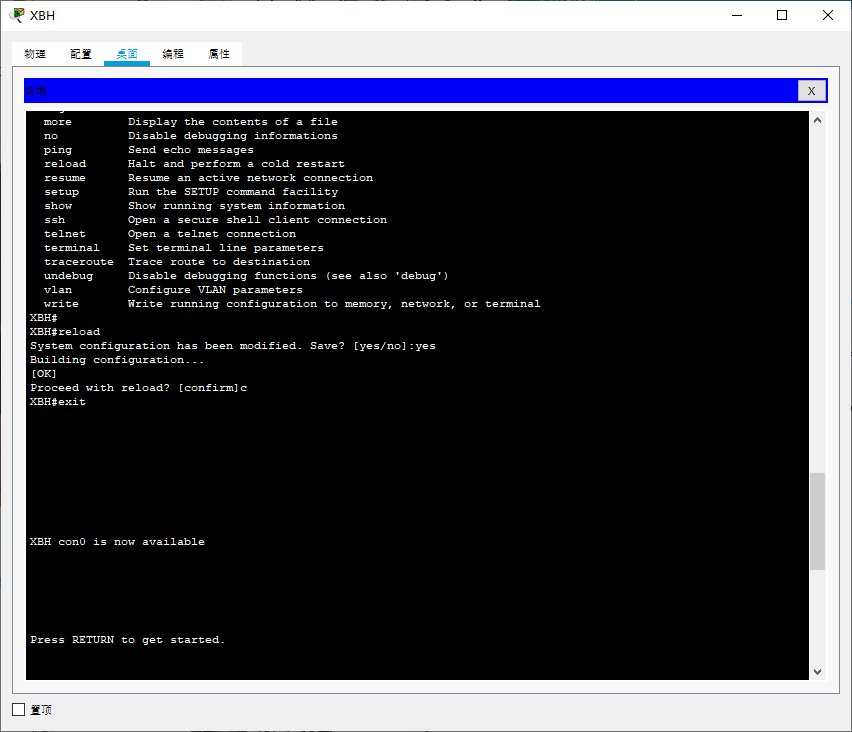 XBH
物理 配置 桌面 编程 属性
终端 X
more Display the contents of a file
no Disable debugging informations
ping Send echo messages
reload Halt and perform a cold restart
resume Resume an active network connection
setup Run the SETUP command facility
show Show running system information
ssh Open a secure shell client connection
telnet Open a telnet connection
terminal Set terminal line parameters
traceroute Trace route to destination
undebug Disable debugging functions (see also 'debug')
vlan Configure VLAN parameters
write Write running configuration to memory, network, or terminal
XBH#
XBH#reload
System configuration has been modified. Save? [yes/no]:yes
Building configuration...
[OK]
Proceed with reload? [confirm]c
XBH#exit
XBH con0 is now available
Press RETURN to get started.
置顶